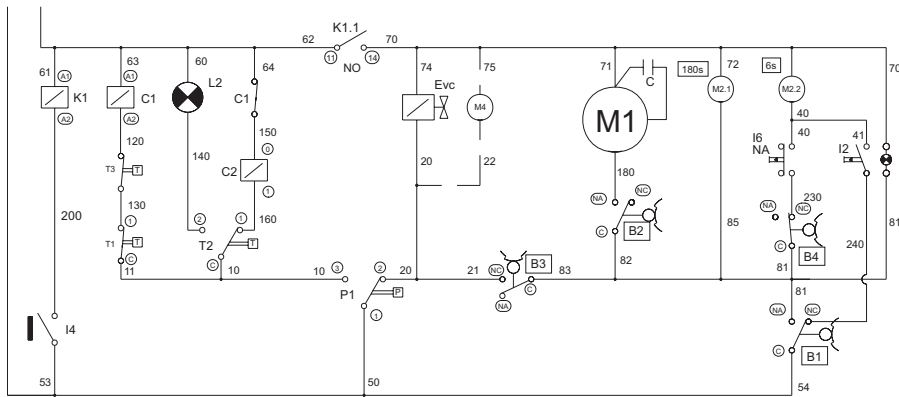 K1.1
62
70
11
14
NO
61
A1
K1
A2
63
A1
C1
A2
60
L2
64
C1
74
Evc
75
M4
71
C
180s
72
M2.1
6s
M2.2
70
M1
120
T3
T
140
150
0
C2
1
20
22
40
40
41
I6
NA
I2
200
130
1
T1
T
C
11
2
T2
1
160
T
C
10
180
NA
NC
B2
C
82
85
230
NA
NC
C
B4
81
240
81
10
3
2
20
P1
P
1
21
NC
B3
83
C
NA
81
NA
NC
C
B1
I4
53
50
54